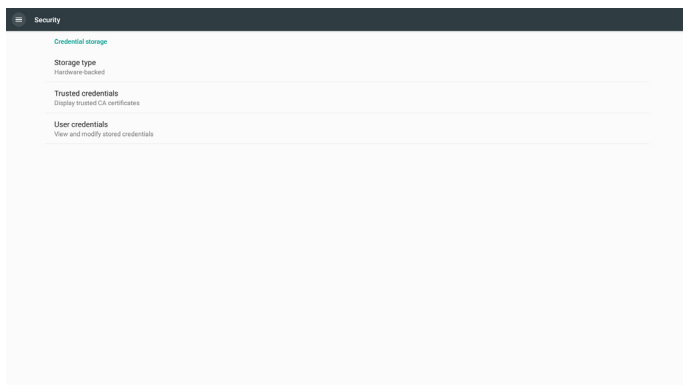 Security
Credential storage
Storage type
Hardware-backed
Trusted credentials
Display trusted CA certificates
User credentials
View and modify stored credentials